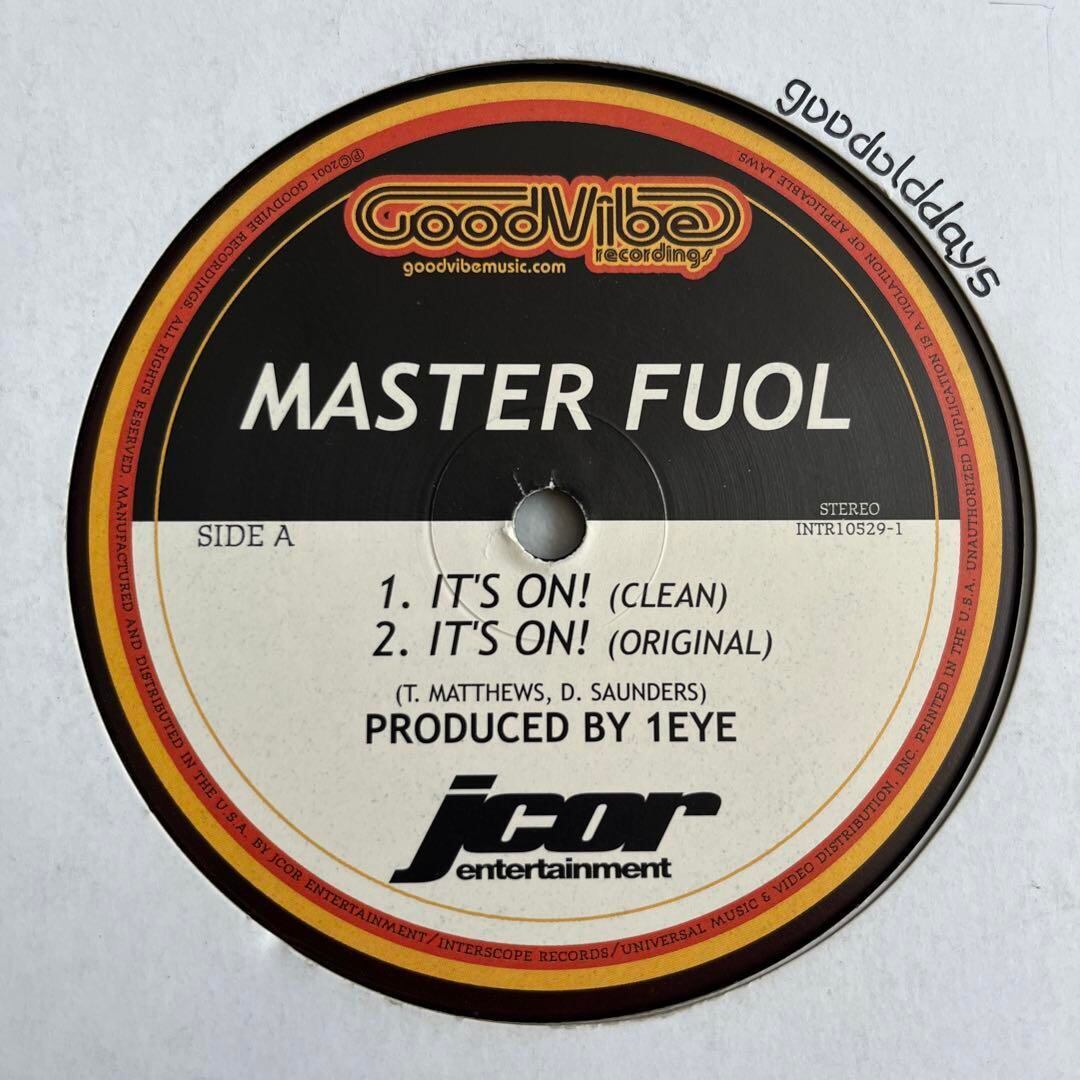 goodolddays
GoodVibe
recordings
goodvibemusic.com
MASTER FUOL
STEREO
INTR10529-1
SIDE A
1. IT'S ON! (CLEAN)
2. IT'S ON! (ORIGINAL)
(T. MATTHEWS, D. SAUNDERS)
PRODUCED BY 1EYE
jcor
entertainment
℗©2001 GOODVIBE RECORDINGS. ALL RIGHTS RESERVED. MANUFACTURED AND DISTRIBUTED IN THE U.S.A. BY JCOR ENTERTAINMENT/INTERSCOPE RECORDS/UNIVERSAL MUSIC & VIDEO DISTRIBUTION, INC. PRINTED IN THE U.S.A. UNAUTHORIZED DUPLICATION IS A VIOLATION OF APPLICABLE LAWS.